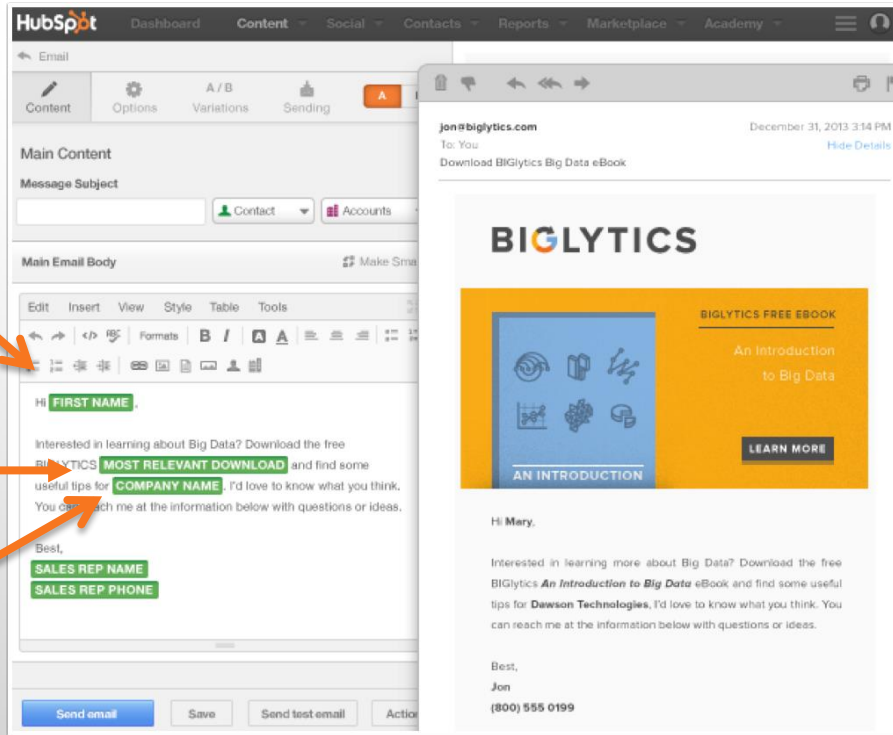 HubSpot Dashboard Content Social Contacts Reports Marketplace Academy
Email
Content Options A / B Variations Sending A
Main Content
Message Subject
Contact Accounts
Main Email Body Make Sma
Edit Insert View Style Table Tools
Formats B I A A
Hi FIRST NAME ,
Interested in learning about Big Data? Download the free
MOST RELEVANT DOWNLOAD and find some
useful tips for COMPANY NAME . I'd love to know what you think.
You can reach me at the information below with questions or ideas.
Best,
SALES REP NAME
SALES REP PHONE
Send email Save Send test email Action
jon@biglytics.com December 31, 2013 3:14 PM
To: You Hide Details
Download BIGlytics Big Data eBook
BIGLYTICS
BIGLYTICS FREE EBOOK
An Introduction
to Big Data
LEARN MORE
AN INTRODUCTION
Hi Mary,
Interested in learning more about Big Data? Download the free
BIGlytics An Introduction to Big Data eBook and find some useful
tips for Dawson Technologies, I'd love to know what you think. You
can reach me at the information below with questions or ideas.
Best,
Jon
(800) 555 0199